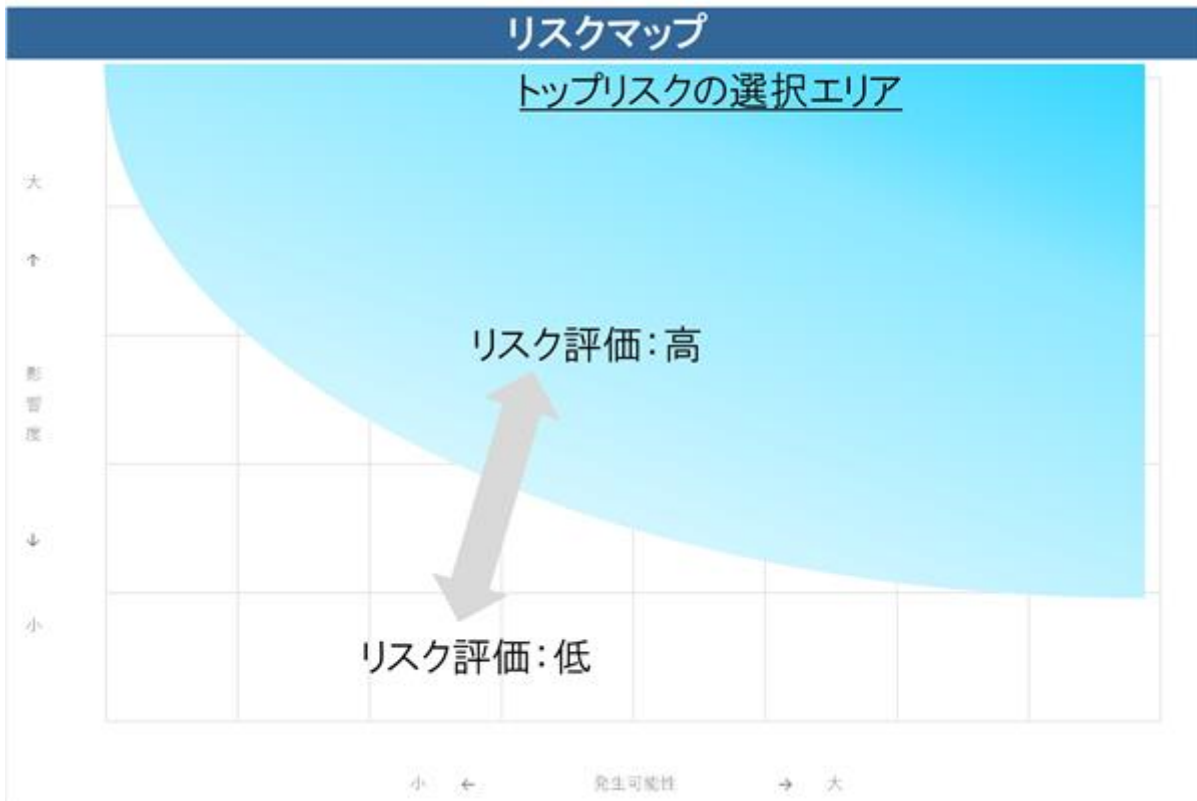 リスクマップ
トップリスクの選択エリア
大
↑
影響度
↓
小
リスク評価：高
リスク評価：低
小 ← 発生可能性 → 大